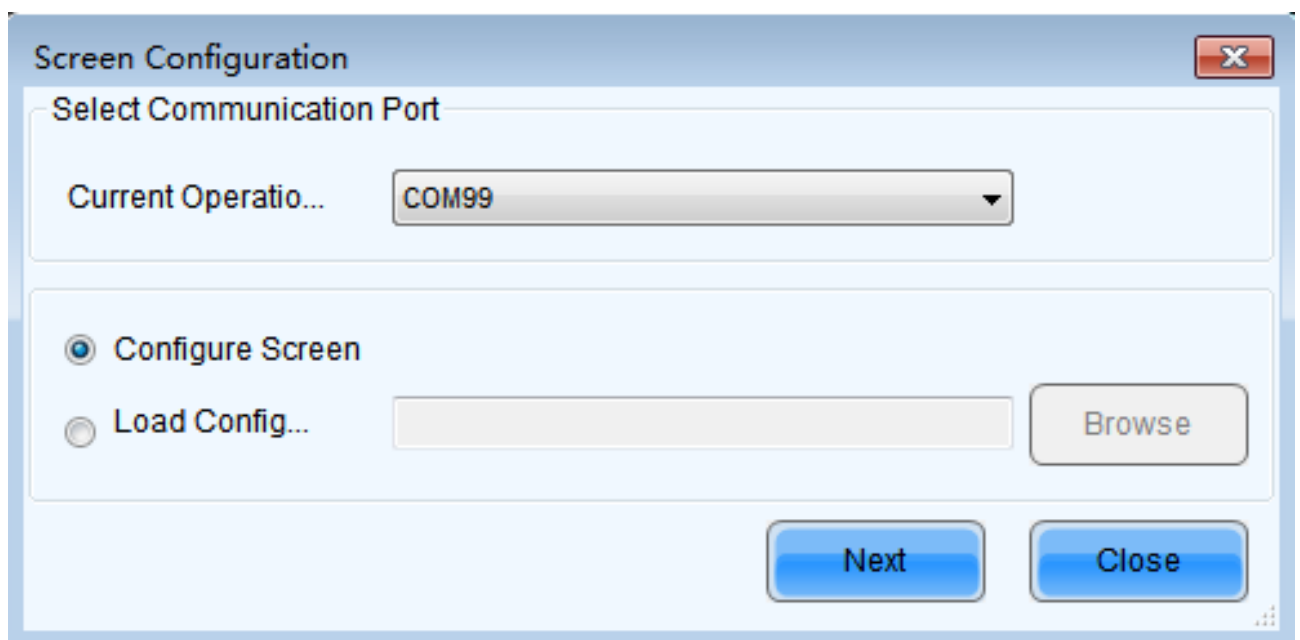 Screen Configuration
Select Communication Port
Current Operatio...
COM99
Configure Screen
Load Config...
Browse
Next
Close